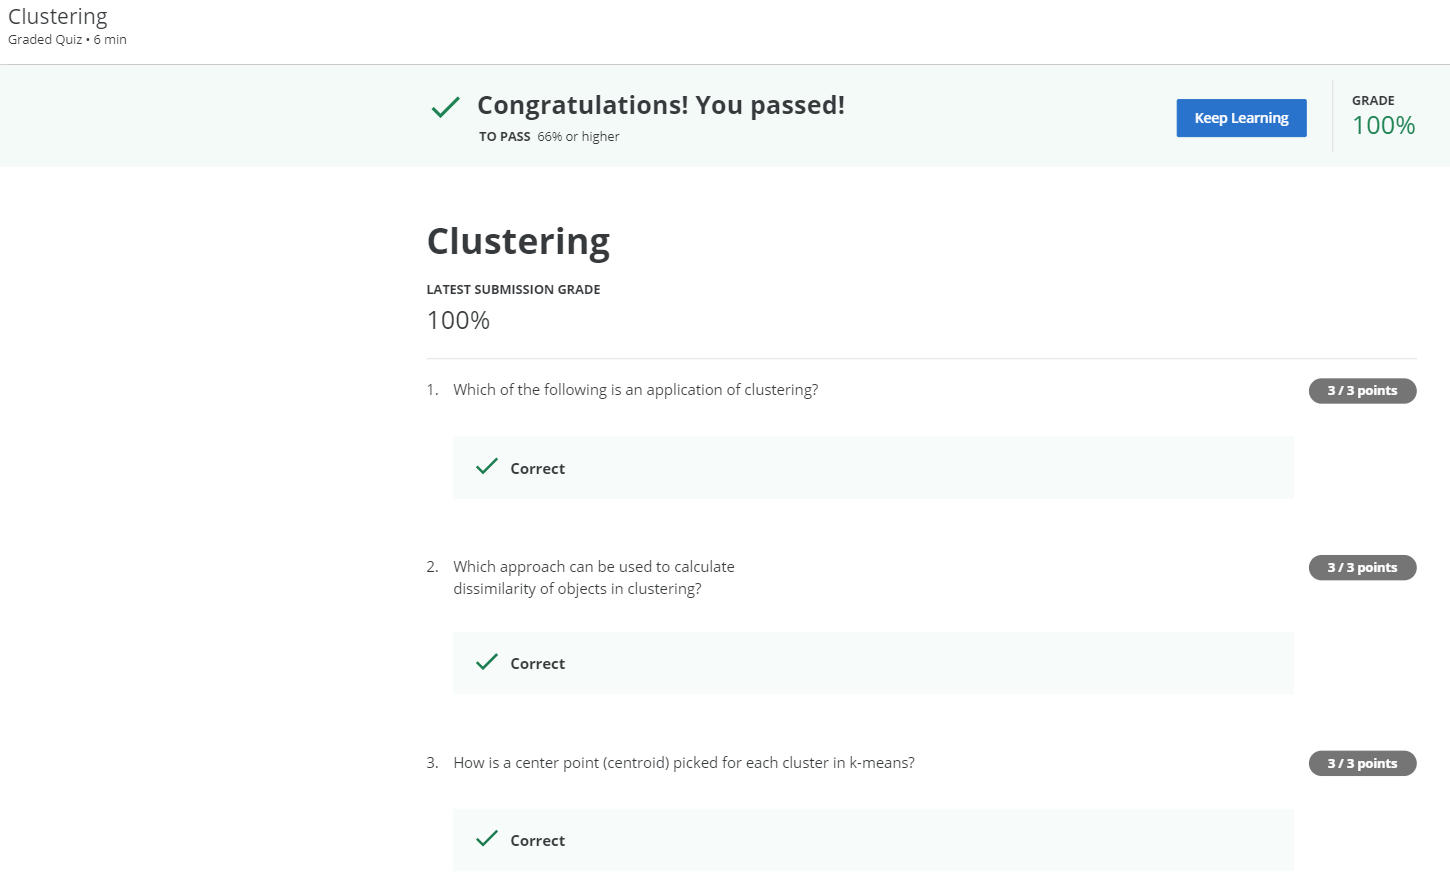 Clustering
Graded Quiz • 6 min
Congratulations! You passed!
TO PASS 66% or higher
Keep Learning
GRADE
100%
Clustering
LATEST SUBMISSION GRADE
100%
1. Which of the following is an application of clustering?
3 / 3 points
Correct
2. Which approach can be used to calculate
dissimilarity of objects in clustering?
3 / 3 points
Correct
3. How is a center point (centroid) picked for each cluster in k-means?
3 / 3 points
Correct